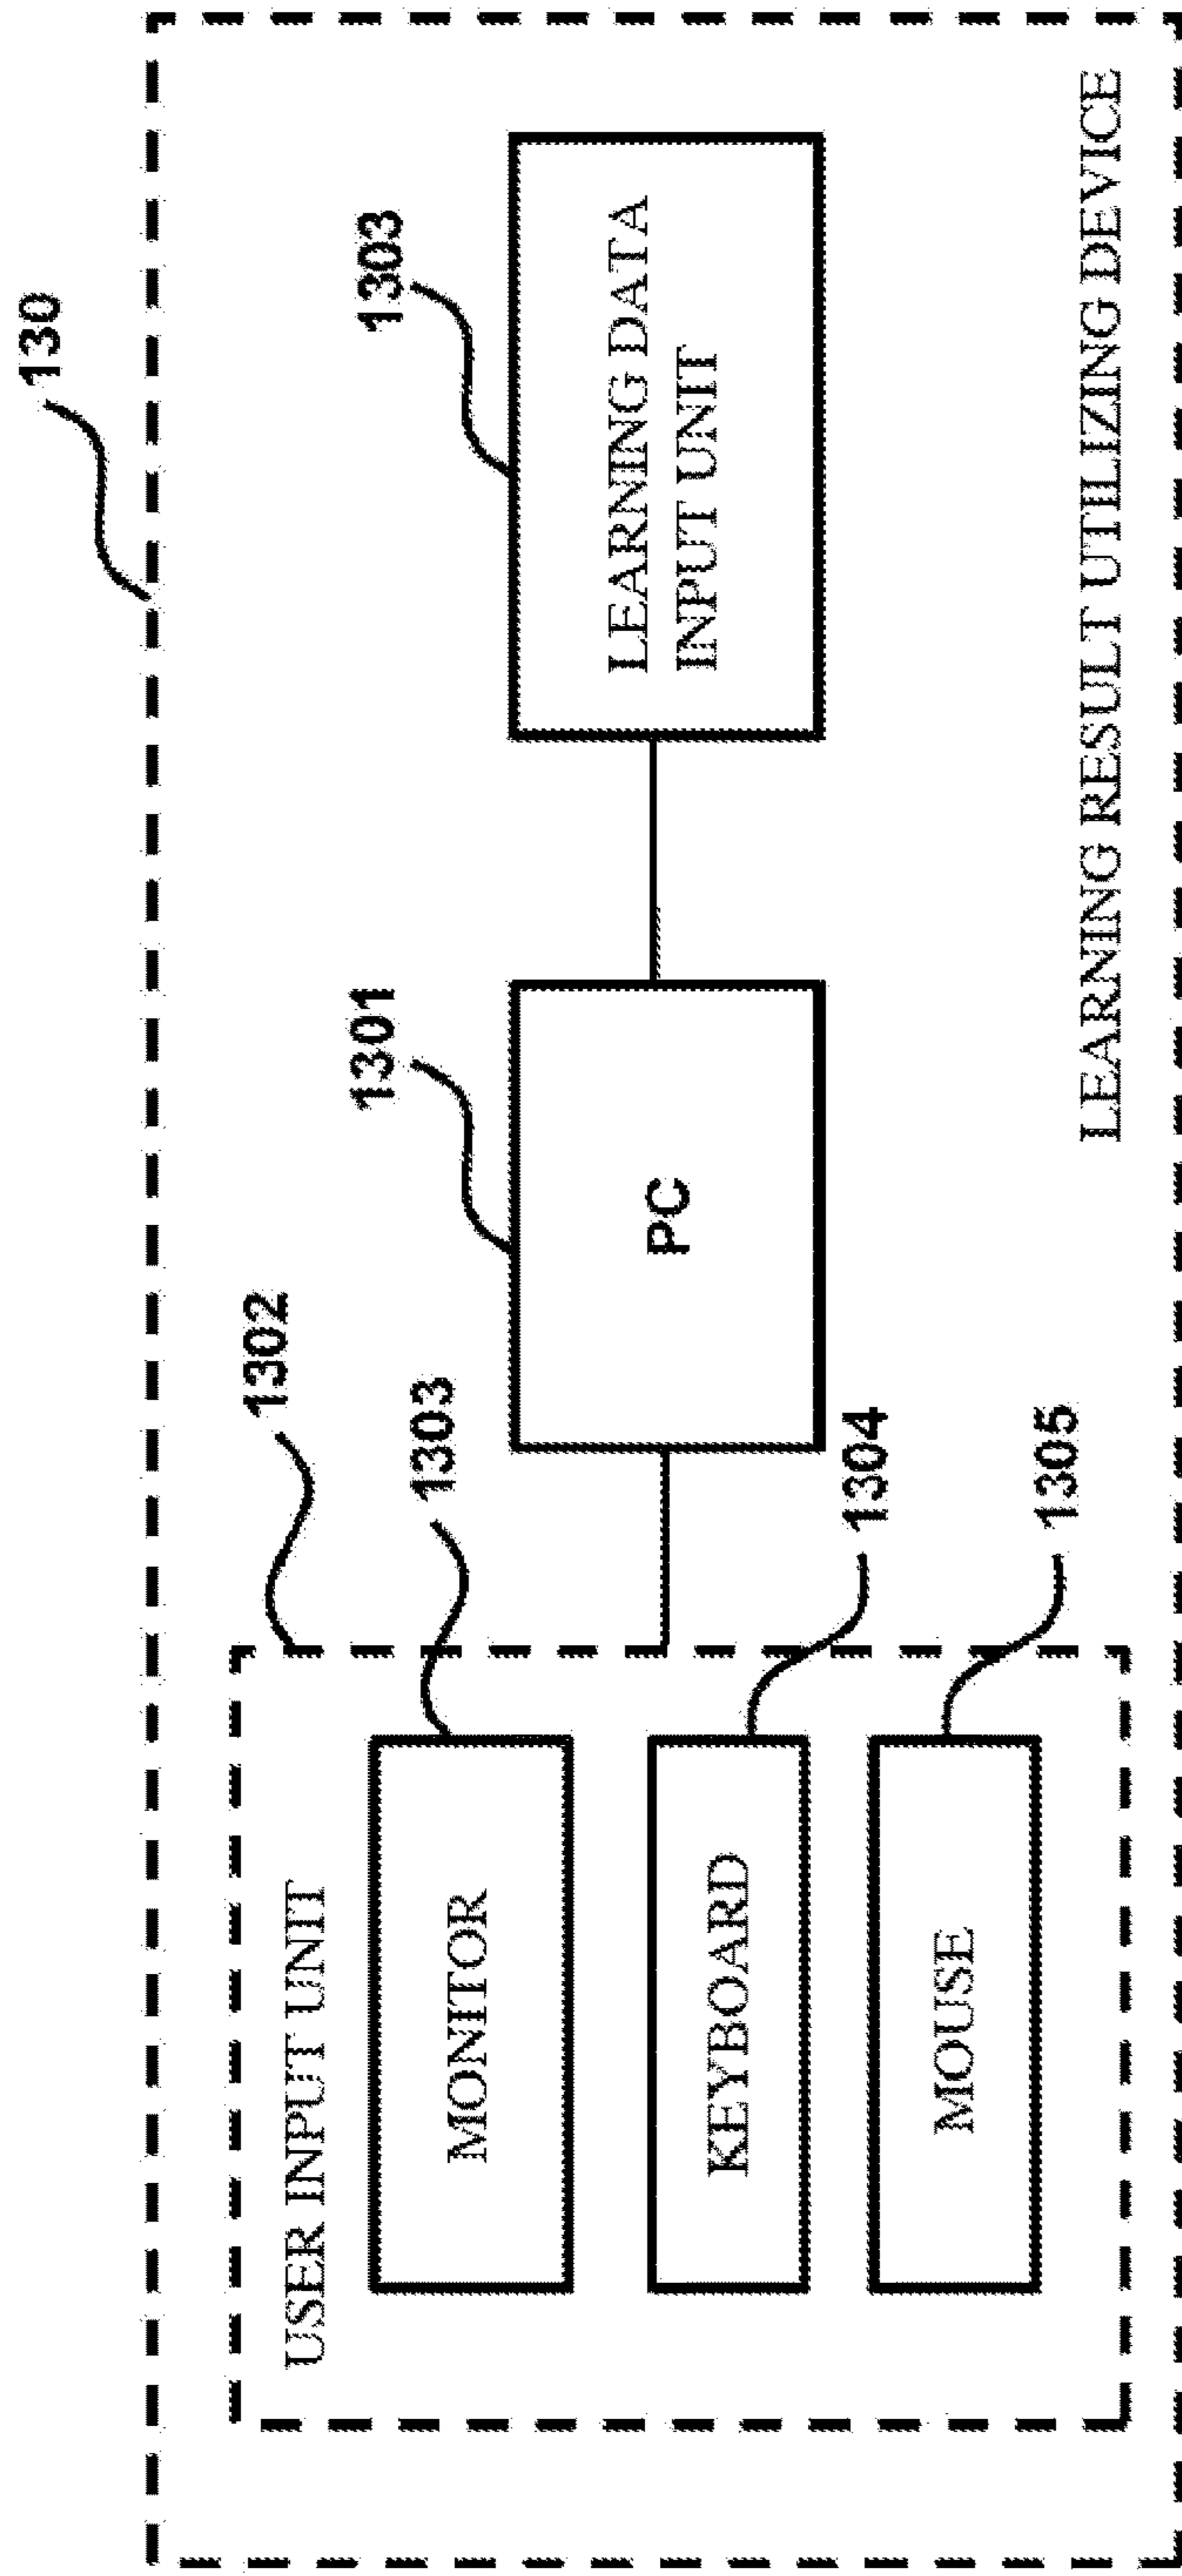 130
1302
USER INPUT UNIT
1303
MONITOR
1304
KEYBOARD
1305
MOUSE
1301
PC
1303
LEARNING DATA
INPUT UNIT
LEARNING RESULT UTILIZING DEVICE